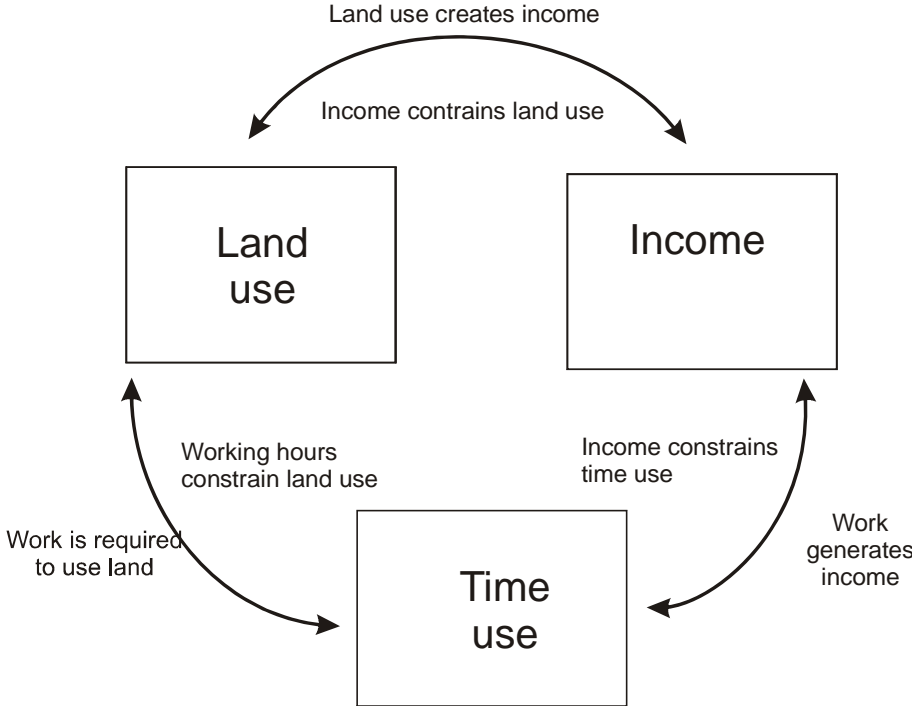 Land use creates income
Income contrains land use
Land
use
Income
Working hours
constrain land use
Income constrains
time use
Work is required
to use land
Work
generates
income
Time
use